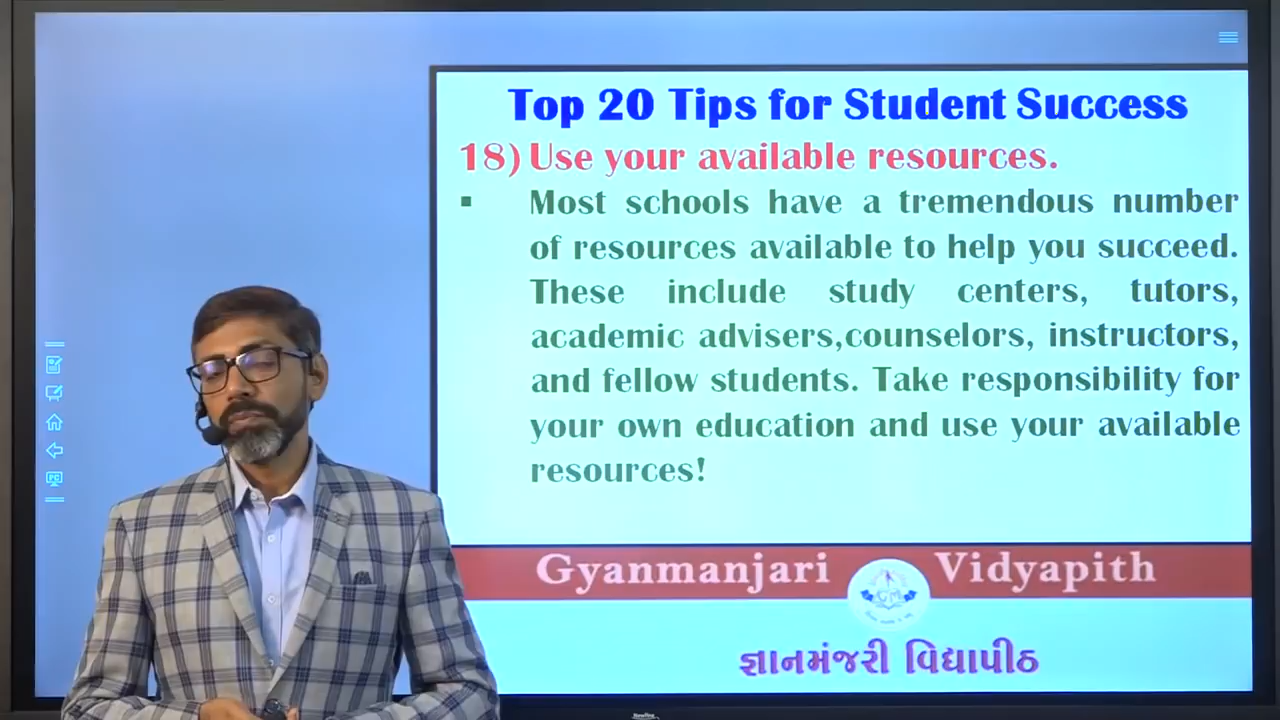 Top 20 Tips for Student Success
18) Use your available resources.
▪ Most schools have a tremendous number
of resources available to help you succeed.
These include study centers, tutors,
academic advisers,counselors, instructors,
and fellow students. Take responsibility for
your own education and use your available
resources!
Gyanmanjari Vidyapith
GM
જ્ઞાનમંજરી વિદ્યાપીઠ